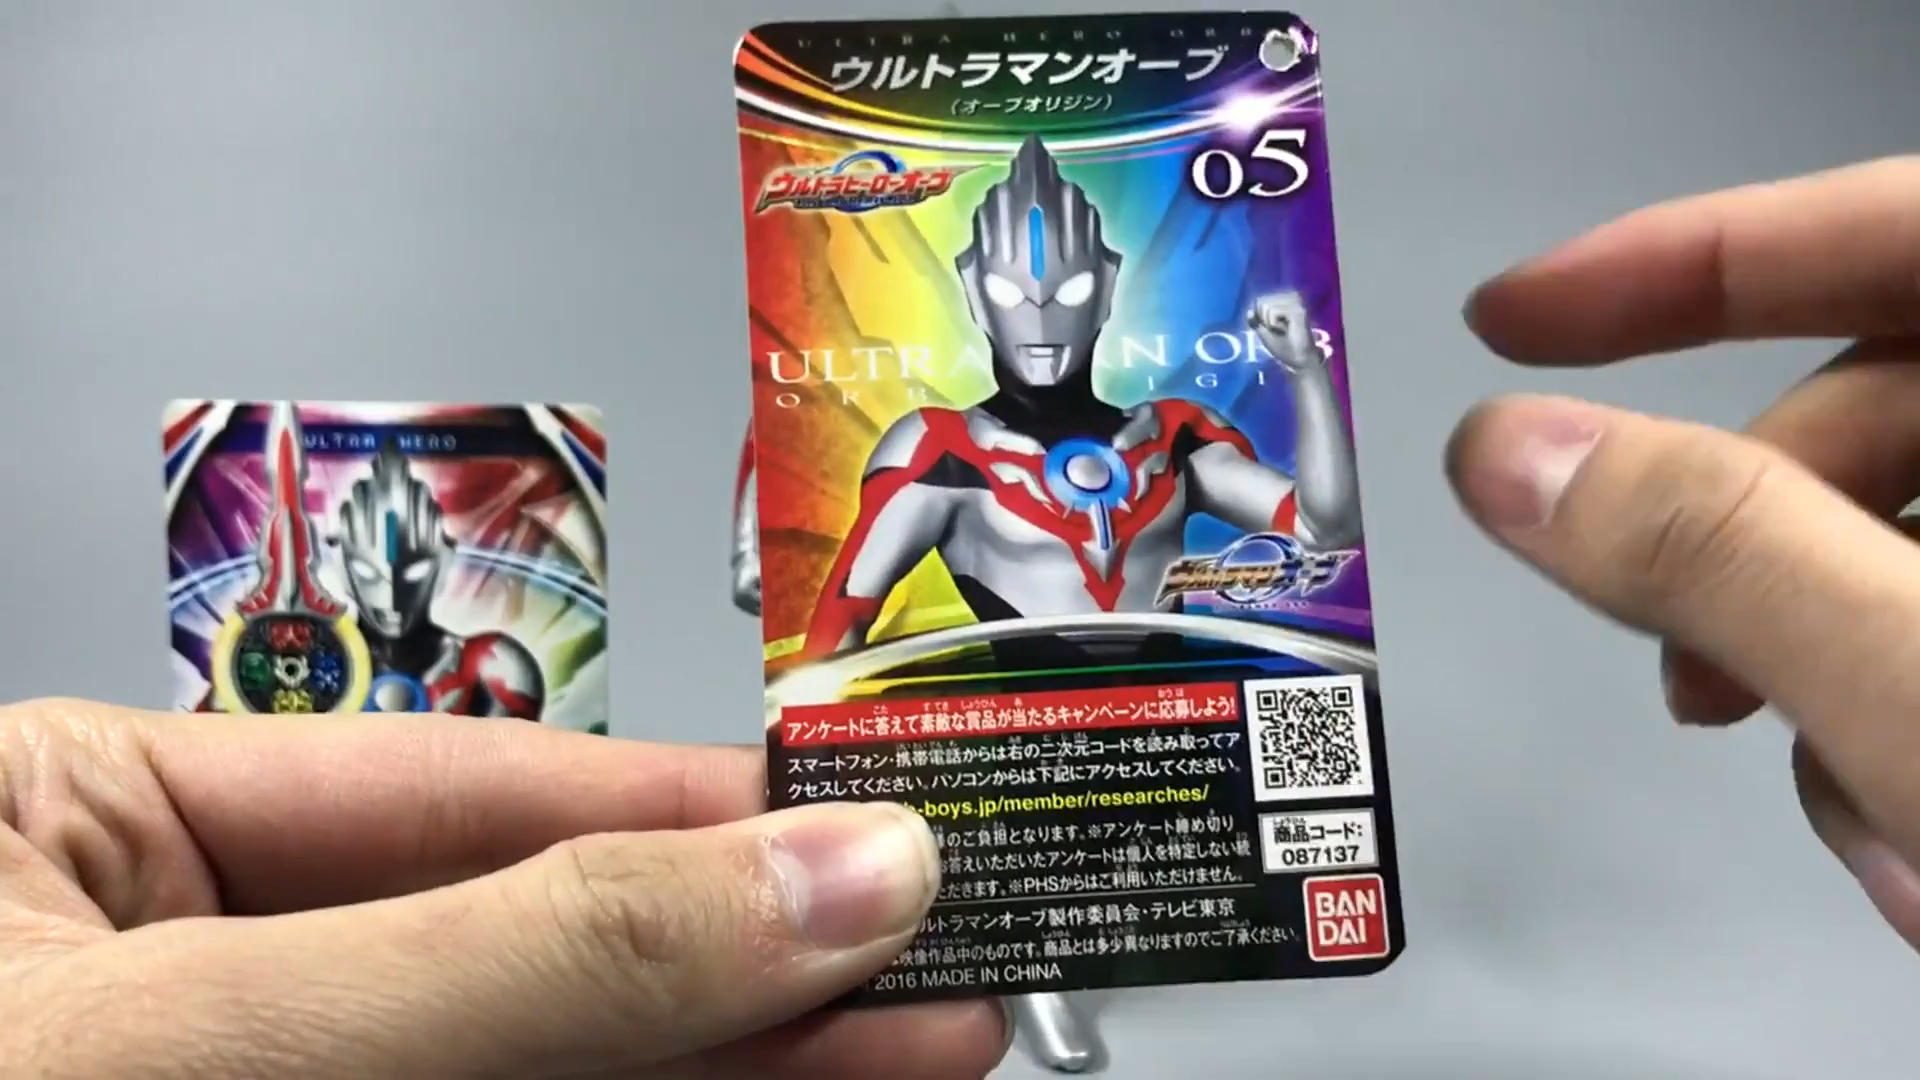 ULTRA HERO ORB
ウルトラマンオーブ
(オーブオリジン)
05
ウルトラヒーローオーブ
ULTRA AN ORB
ORB IGI
ULTRA HERO
ウルトラマンオーブ
アンケートに答えて素敵な賞品が当たるキャンペーンに応募しよう!
スマートフォン・携帯電話からは右の二次元コードを読み取ってア
クセスしてください。パソコンからは下記にアクセスしてください。
-boys.jp/member/researches/
のご負担となります。※アンケート締め切り
お答えいただいたアンケートは個人を特定しない統
ただきます。※PHSからはご利用いただけません。
商品コード:
087137
ルトラマンオーブ製作委員会・テレビ東京
映像作品中のものです。商品とは多少異なりますのでご了承ください。
2016 MADE IN CHINA
BAN
DAI